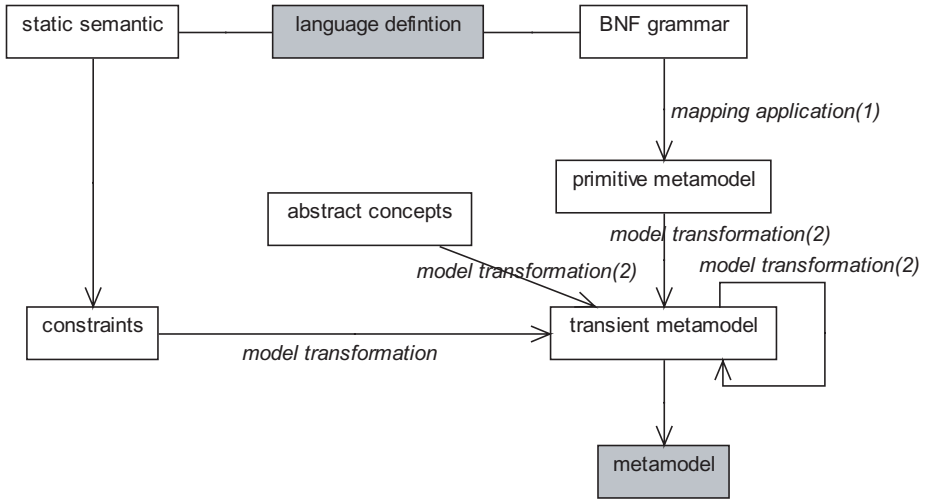 static semantic
language defintion
BNF grammar
mapping application(1)
primitive metamodel
abstract concepts
model transformation(2)
model transformation(2)
model transformation(2)
constraints
transient metamodel
model transformation
metamodel